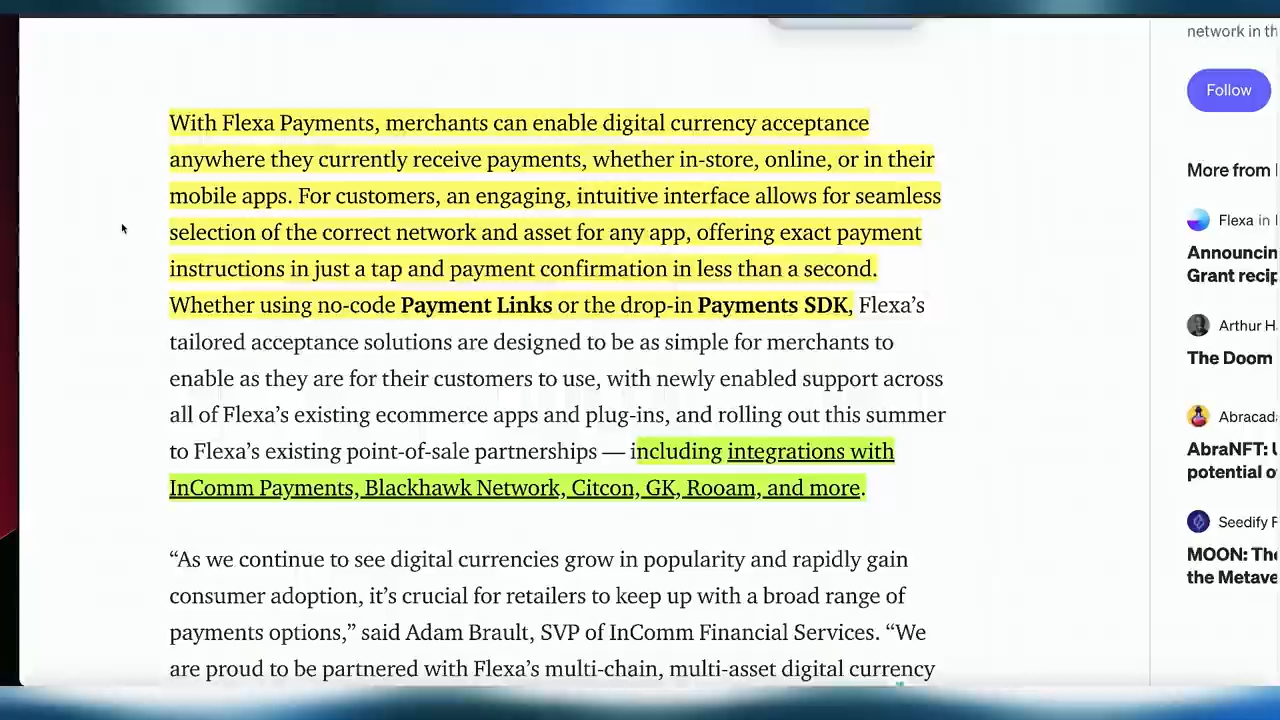 With Flexa Payments, merchants can enable digital currency acceptance
anywhere they currently receive payments, whether in-store, online, or in their
mobile apps. For customers, an engaging, intuitive interface allows for seamless
selection of the correct network and asset for any app, offering exact payment
instructions in just a tap and payment confirmation in less than a second.
Whether using no-code Payment Links or the drop-in Payments SDK, Flexa’s
tailored acceptance solutions are designed to be as simple for merchants to
enable as they are for their customers to use, with newly enabled support across
all of Flexa’s existing ecommerce apps and plug-ins, and rolling out this summer
to Flexa’s existing point-of-sale partnerships — including integrations with
InComm Payments, Blackhawk Network, Citcon, GK, Rooam, and more.
“As we continue to see digital currencies grow in popularity and rapidly gain
consumer adoption, it’s crucial for retailers to keep up with a broad range of
payments options,” said Adam Brault, SVP of InComm Financial Services. “We
are proud to be partnered with Flexa’s multi-chain, multi-asset digital currency
network in th
Follow
More from
Flexa in
Announcin
Grant recip
Arthur H
The Doom
Abracad
AbraNFT:
potential o
Seedify F
MOON: The
the Metave